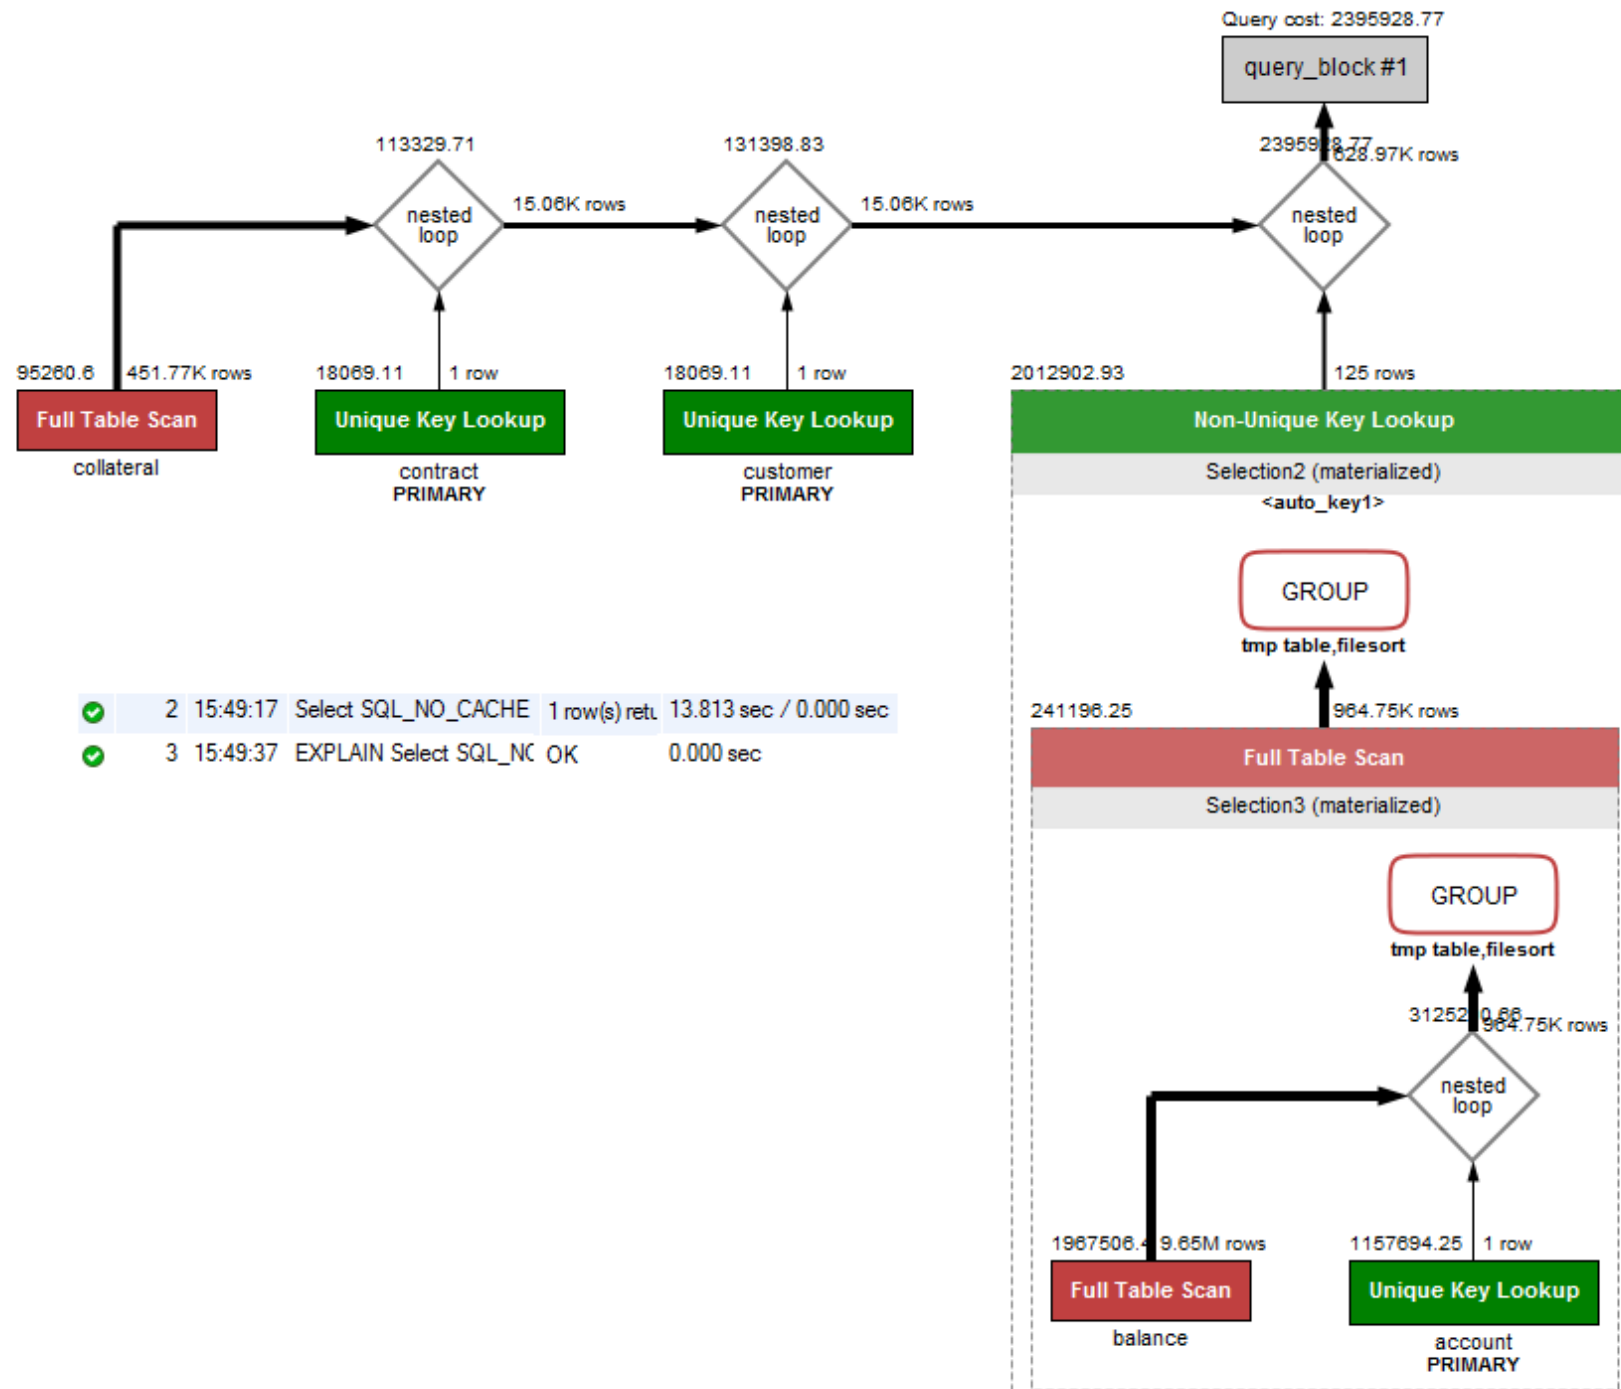 Query cost: 2395928.77
query_block #1
113329.71
131398.83
2395928.77
628.97K rows
nested
loop
15.06K rows
nested
loop
15.06K rows
nested
loop
95260.6
451.77K rows
18069.11
1 row
18069.11
1 row
2012902.93
125 rows
Full Table Scan
Unique Key Lookup
Unique Key Lookup
Non-Unique Key Lookup
collateral
contract
PRIMARY
customer
PRIMARY
Selection2 (materialized)
<auto_key1>
GROUP
tmp table,filesort
2 15:49:17 Select SQL_NO_CACHE 1 row(s) retu 13.813 sec / 0.000 sec
3 15:49:37 EXPLAIN Select SQL_NC OK 0.000 sec
241196.25
964.75K rows
Full Table Scan
Selection3 (materialized)
GROUP
tmp table,filesort
964.75K rows
nested
loop
9.65M rows
1157694.25
1 row
Full Table Scan
Unique Key Lookup
balance
account
PRIMARY